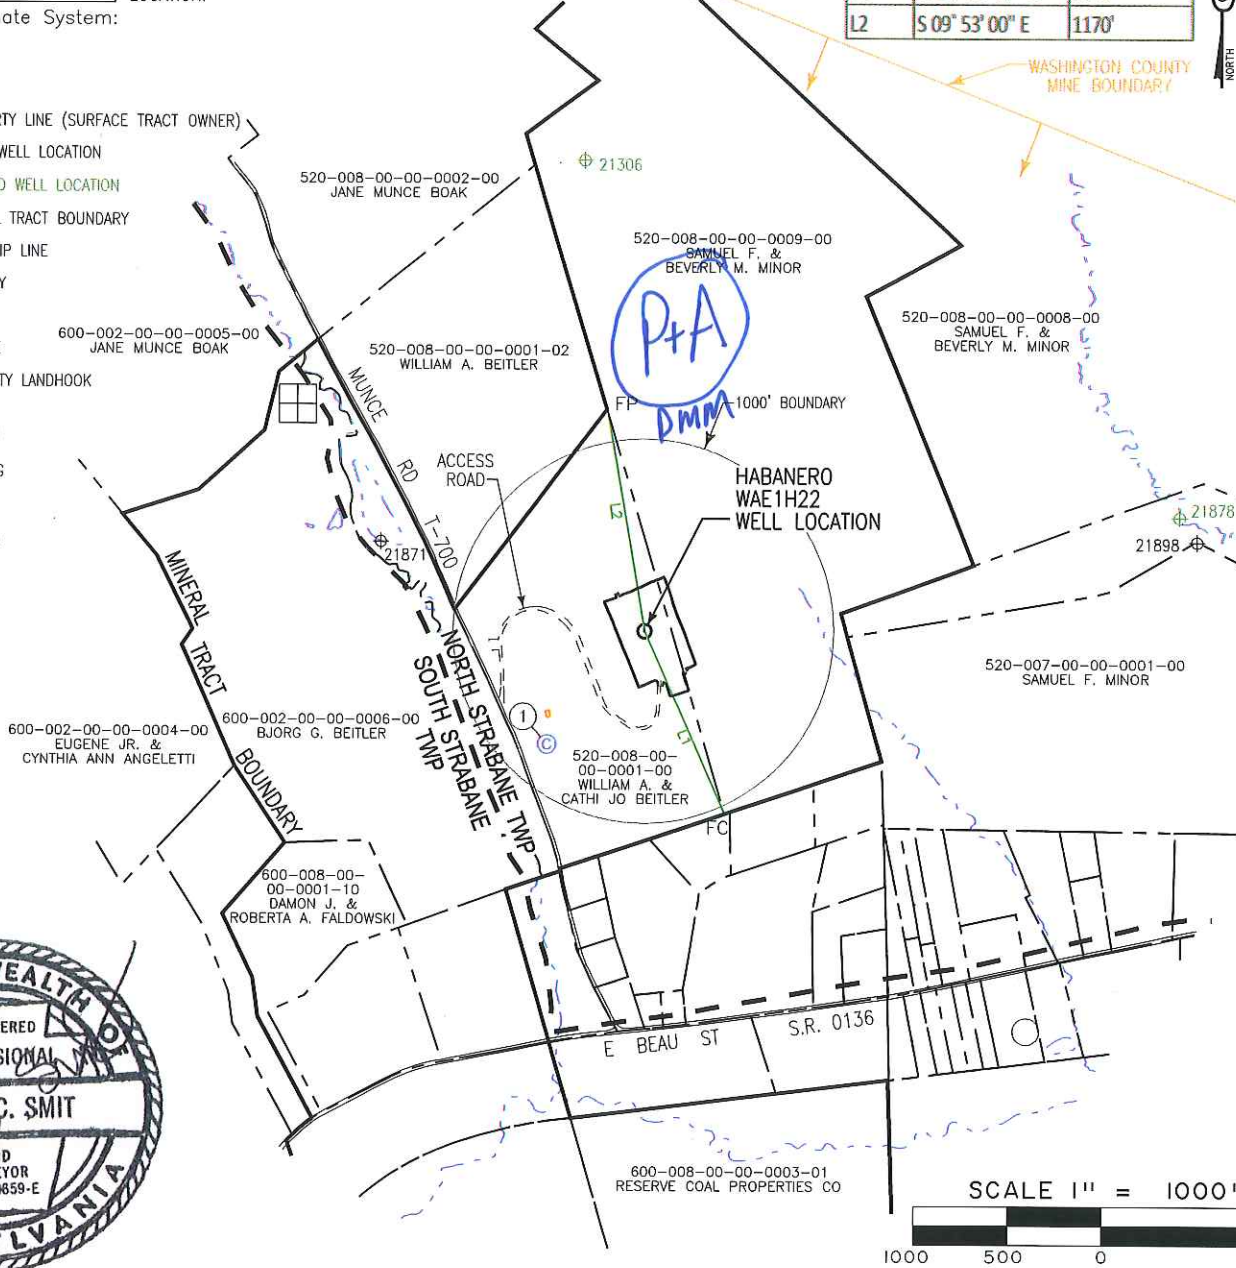 ate System:
L2 S 09° 53' 00" E 1170'
NORTH
WASHINGTON COUNTY
MINE BOUNDARY
RTY LINE (SURFACE TRACT OWNER)
WELL LOCATION
WELL LOCATION
TRACT BOUNDARY
IP LINE
TY LANDHOOK
21306
520-008-00-00-0002-00
JANE MUNCE BOAK
520-008-00-00-0009-00
SAMUEL F. &
BEVERLY M. MINOR
P+A
DMM
520-008-00-00-0008-00
SAMUEL F. &
BEVERLY M. MINOR
600-002-00-00-0005-00
JANE MUNCE BOAK
520-008-00-00-0001-02
WILLIAM A. BEITLER
MUNCE RD T-700
FP
1000' BOUNDARY
ACCESS
ROAD
HABANERO
WAE1H22
WELL LOCATION
L2
21878
21898
21871
MINERAL TRACT BOUNDARY
NORTH STRABANE TWP
SOUTH STRABANE
TWP
520-007-00-00-0001-00
SAMUEL F. MINOR
600-002-00-00-0004-00
EUGENE JR. &
CYNTHIA ANN ANGELETTI
600-002-00-00-0006-00
BJORG G. BEITLER
1
C
L1
520-008-00-
00-0001-00
WILLIAM A. &
CATHI JO BEITLER
FC
600-008-00-
00-0001-10
DAMON J. &
ROBERTA A. FALDOWSKI
E BEAU ST S.R. 0136
WEALTH OF
ERED
SIONAL
C. SMIT
YOR
859-E
LVANIA
600-008-00-00-0003-01
RESERVE COAL PROPERTIES CO
SCALE 1" = 1000'
1000 500 0